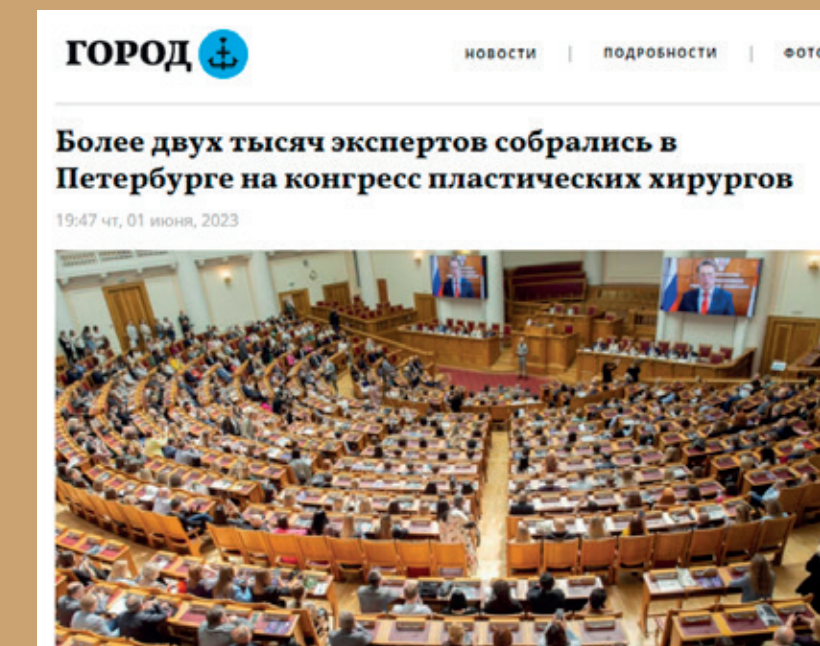 ГОРОД
НОВОСТИ | ПОДРОБНОСТИ | ФОТО
Более двух тысяч экспертов собрались в
Петербурге на конгресс пластических хирургов
19:47 чт, 01 июня, 2023